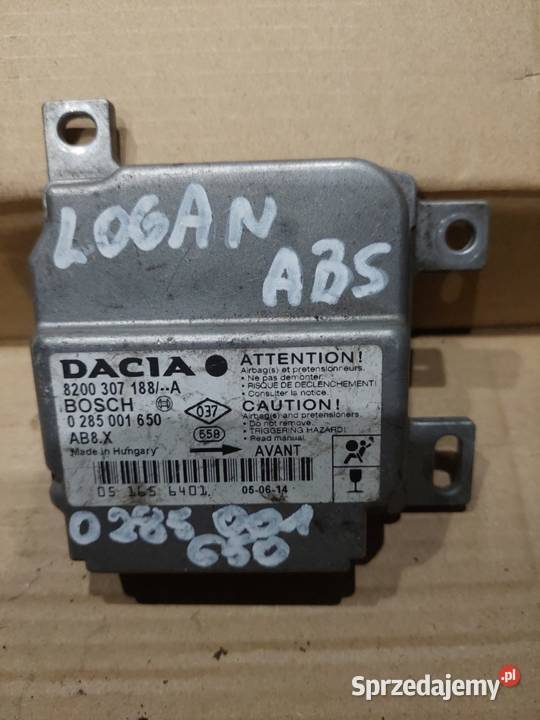 LOGAN
ABS
DACIA
8200 307 188/--A
BOSCH
0 285 001 650
AB8.X
Made in Hungary
037
558
ATTENTION!
Airbag(s) et pretensionneurs.
• Ne pas demonter.
• RISQUE DE DECLENCHEMENT!
• Consulter la notice.
CAUTION!
Airbag(s) and pretensioners.
• Do not remove.
• TRIGGERING HAZARD!
• Read manual.
AVANT
05 165 6401
05-06-14
0285 001
650
Sprzedajemy.pl